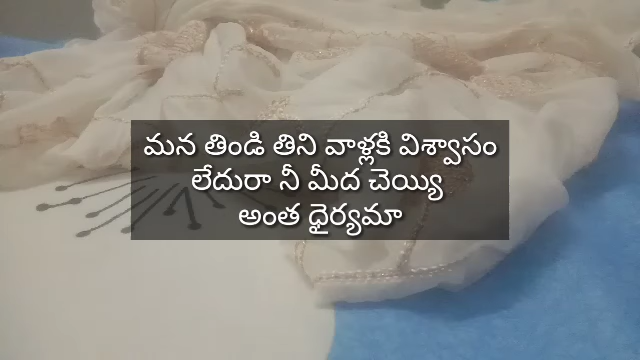 మన తిండి తిని వాళ్లకి విశ్వాసం
లేదురా నీ మీద చెయ్యి
అంత ధైర్యమా